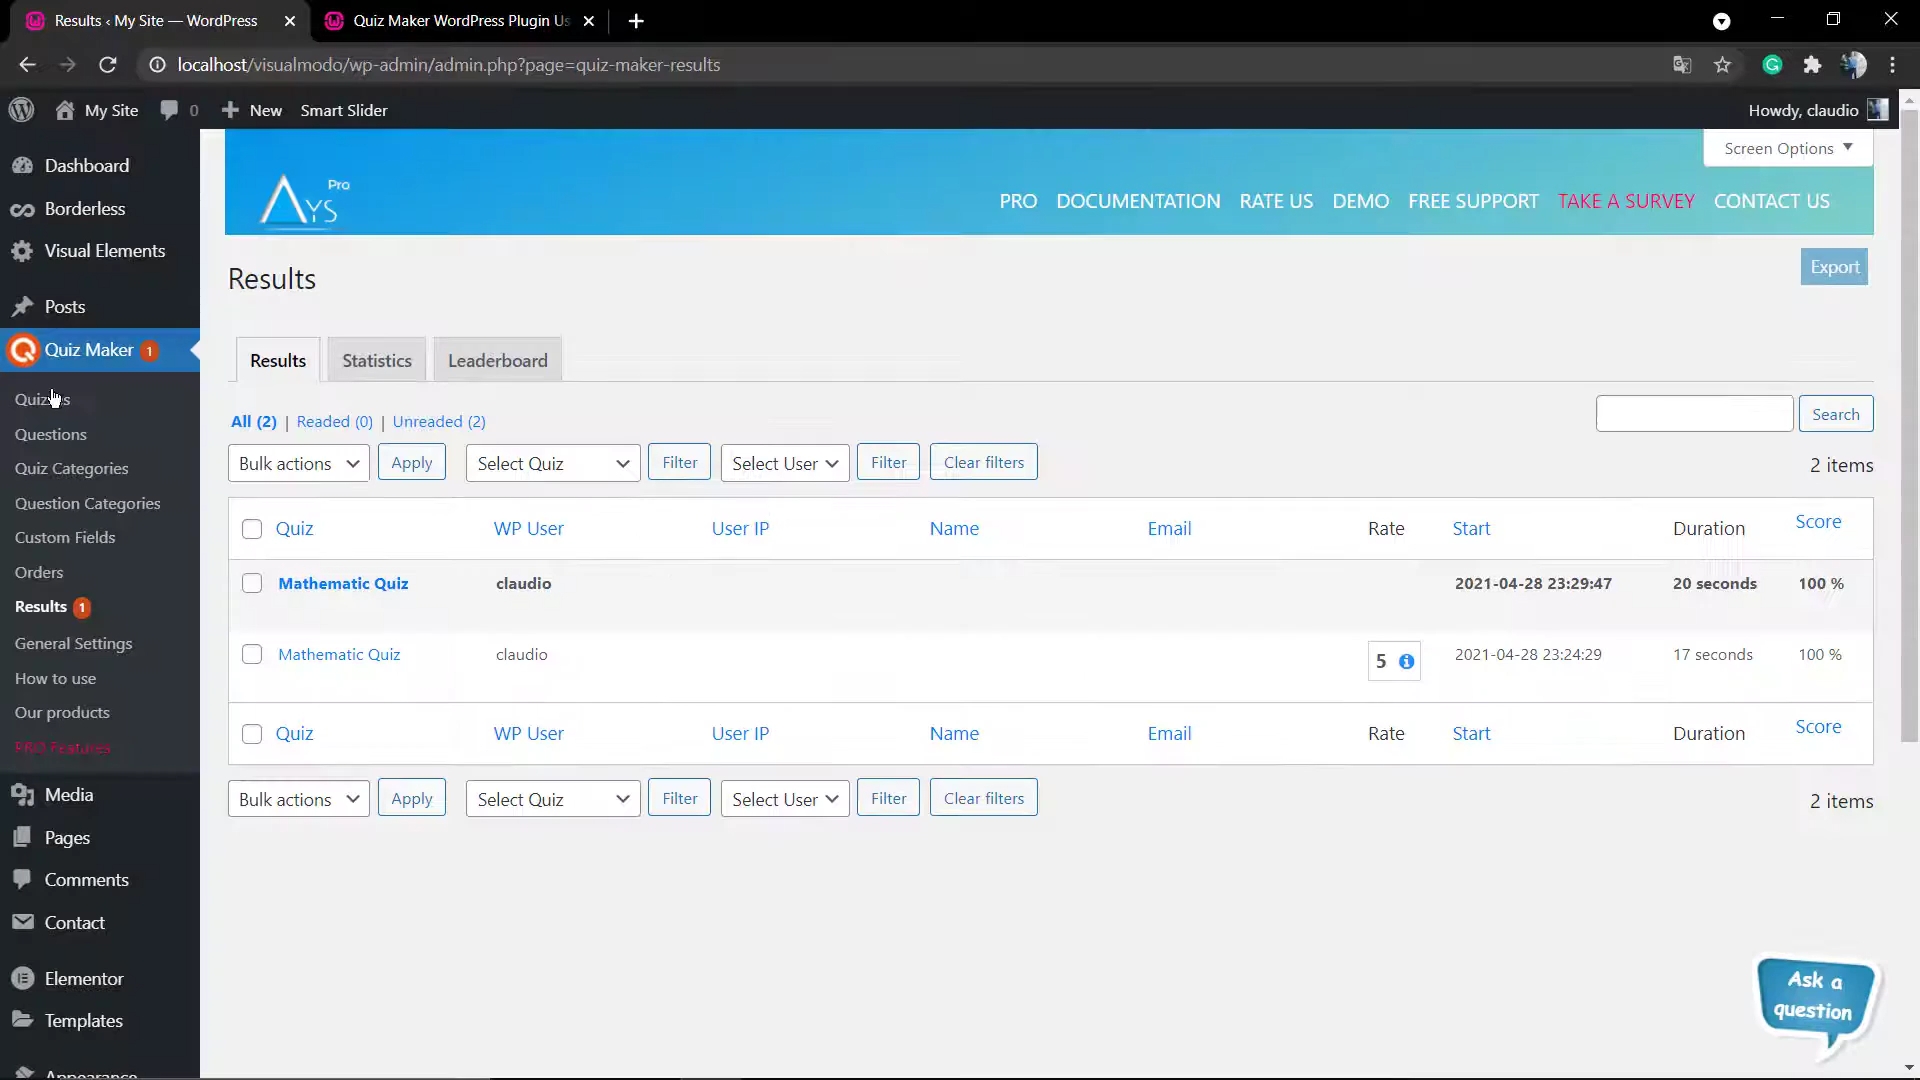 Results ‹ My Site — WordPress
Quiz Maker WordPress Plugin Us
localhost/visualmodo/wp-admin/admin.php?page=quiz-maker-results
My Site 0 New Smart Slider
Howdy, claudio
Dashboard
Borderless
Visual Elements
Posts
Quiz Maker 1
Quizzes
Questions
Quiz Categories
Question Categories
Custom Fields
Orders
Results 1
General Settings
How to use
Our products
PRO Features
Media
Pages
Comments
Contact
Elementor
Templates
Appearance
Screen Options
AYS Pro
PRO DOCUMENTATION RATE US DEMO FREE SUPPORT TAKE A SURVEY CONTACT US
Results
Export
Results Statistics Leaderboard
All (2) | Readed (0) | Unreaded (2)
Search
Bulk actions Apply Select Quiz Filter Select User Filter Clear filters
2 items
Quiz WP User User IP Name Email Rate Start Duration Score
Mathematic Quiz claudio 2021-04-28 23:29:47 20 seconds 100 %
Mathematic Quiz claudio 5 2021-04-28 23:24:29 17 seconds 100 %
Quiz WP User User IP Name Email Rate Start Duration Score
Bulk actions Apply Select Quiz Filter Select User Filter Clear filters
2 items
Ask a
question